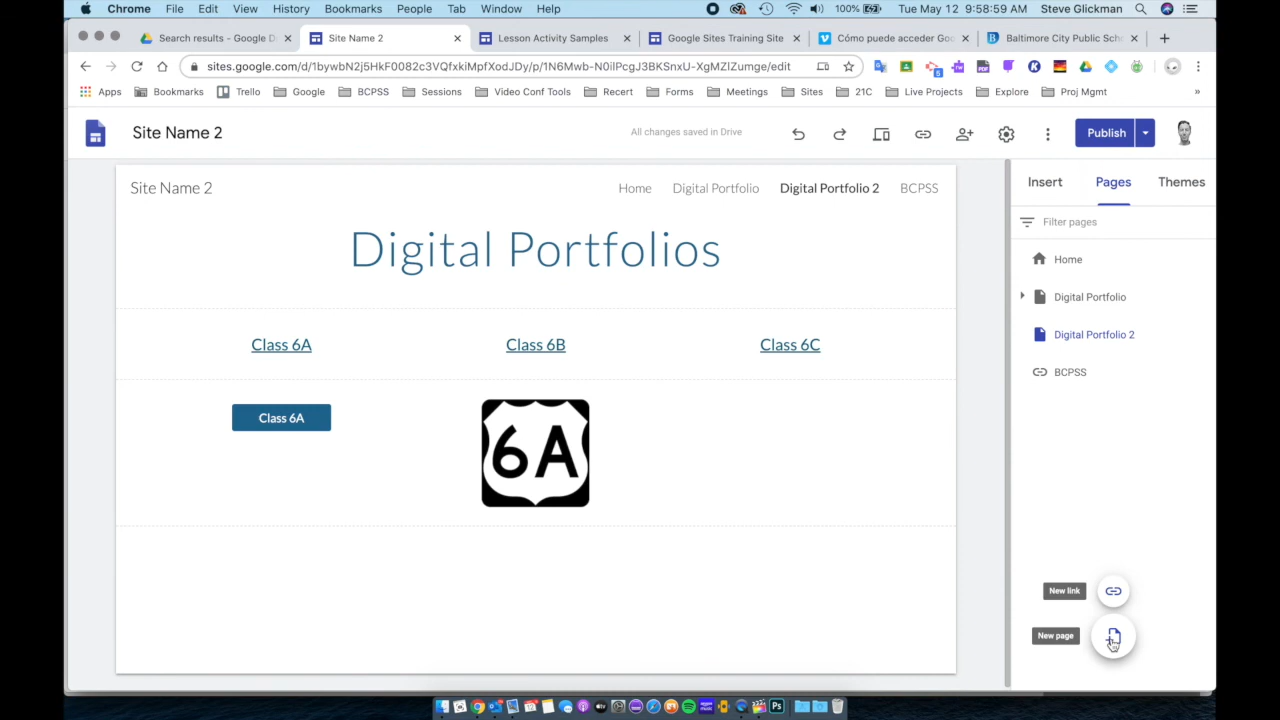 Chrome File Edit View History Bookmarks People Tab Window Help 100% Tue May 12 9:58:59 AM Steve Glickman
Search results - Google D
Site Name 2
Lesson Activity Samples
Google Sites Training Site
Cómo puede acceder Goo
Baltimore City Public Scho
sites.google.com/d/1bywbN2j5HkF0082c3VQfxkiMpfXodJDy/p/1N6Mwb-N0iIPcgJ3BKSnxU-XgMZIZumge/edit
Apps Bookmarks Trello Google BCPSS Sessions Video Conf Tools Recent Forms Meetings Sites 21C Live Projects Explore Proj Mgmt »
Site Name 2
All changes saved in Drive
Publish
Site Name 2
Home Digital Portfolio Digital Portfolio 2 BCPSS
Digital Portfolios
Class 6A Class 6B Class 6C
Class 6A
6A
Insert Pages Themes
Filter pages
Home
Digital Portfolio
Digital Portfolio 2
BCPSS
New link
New page